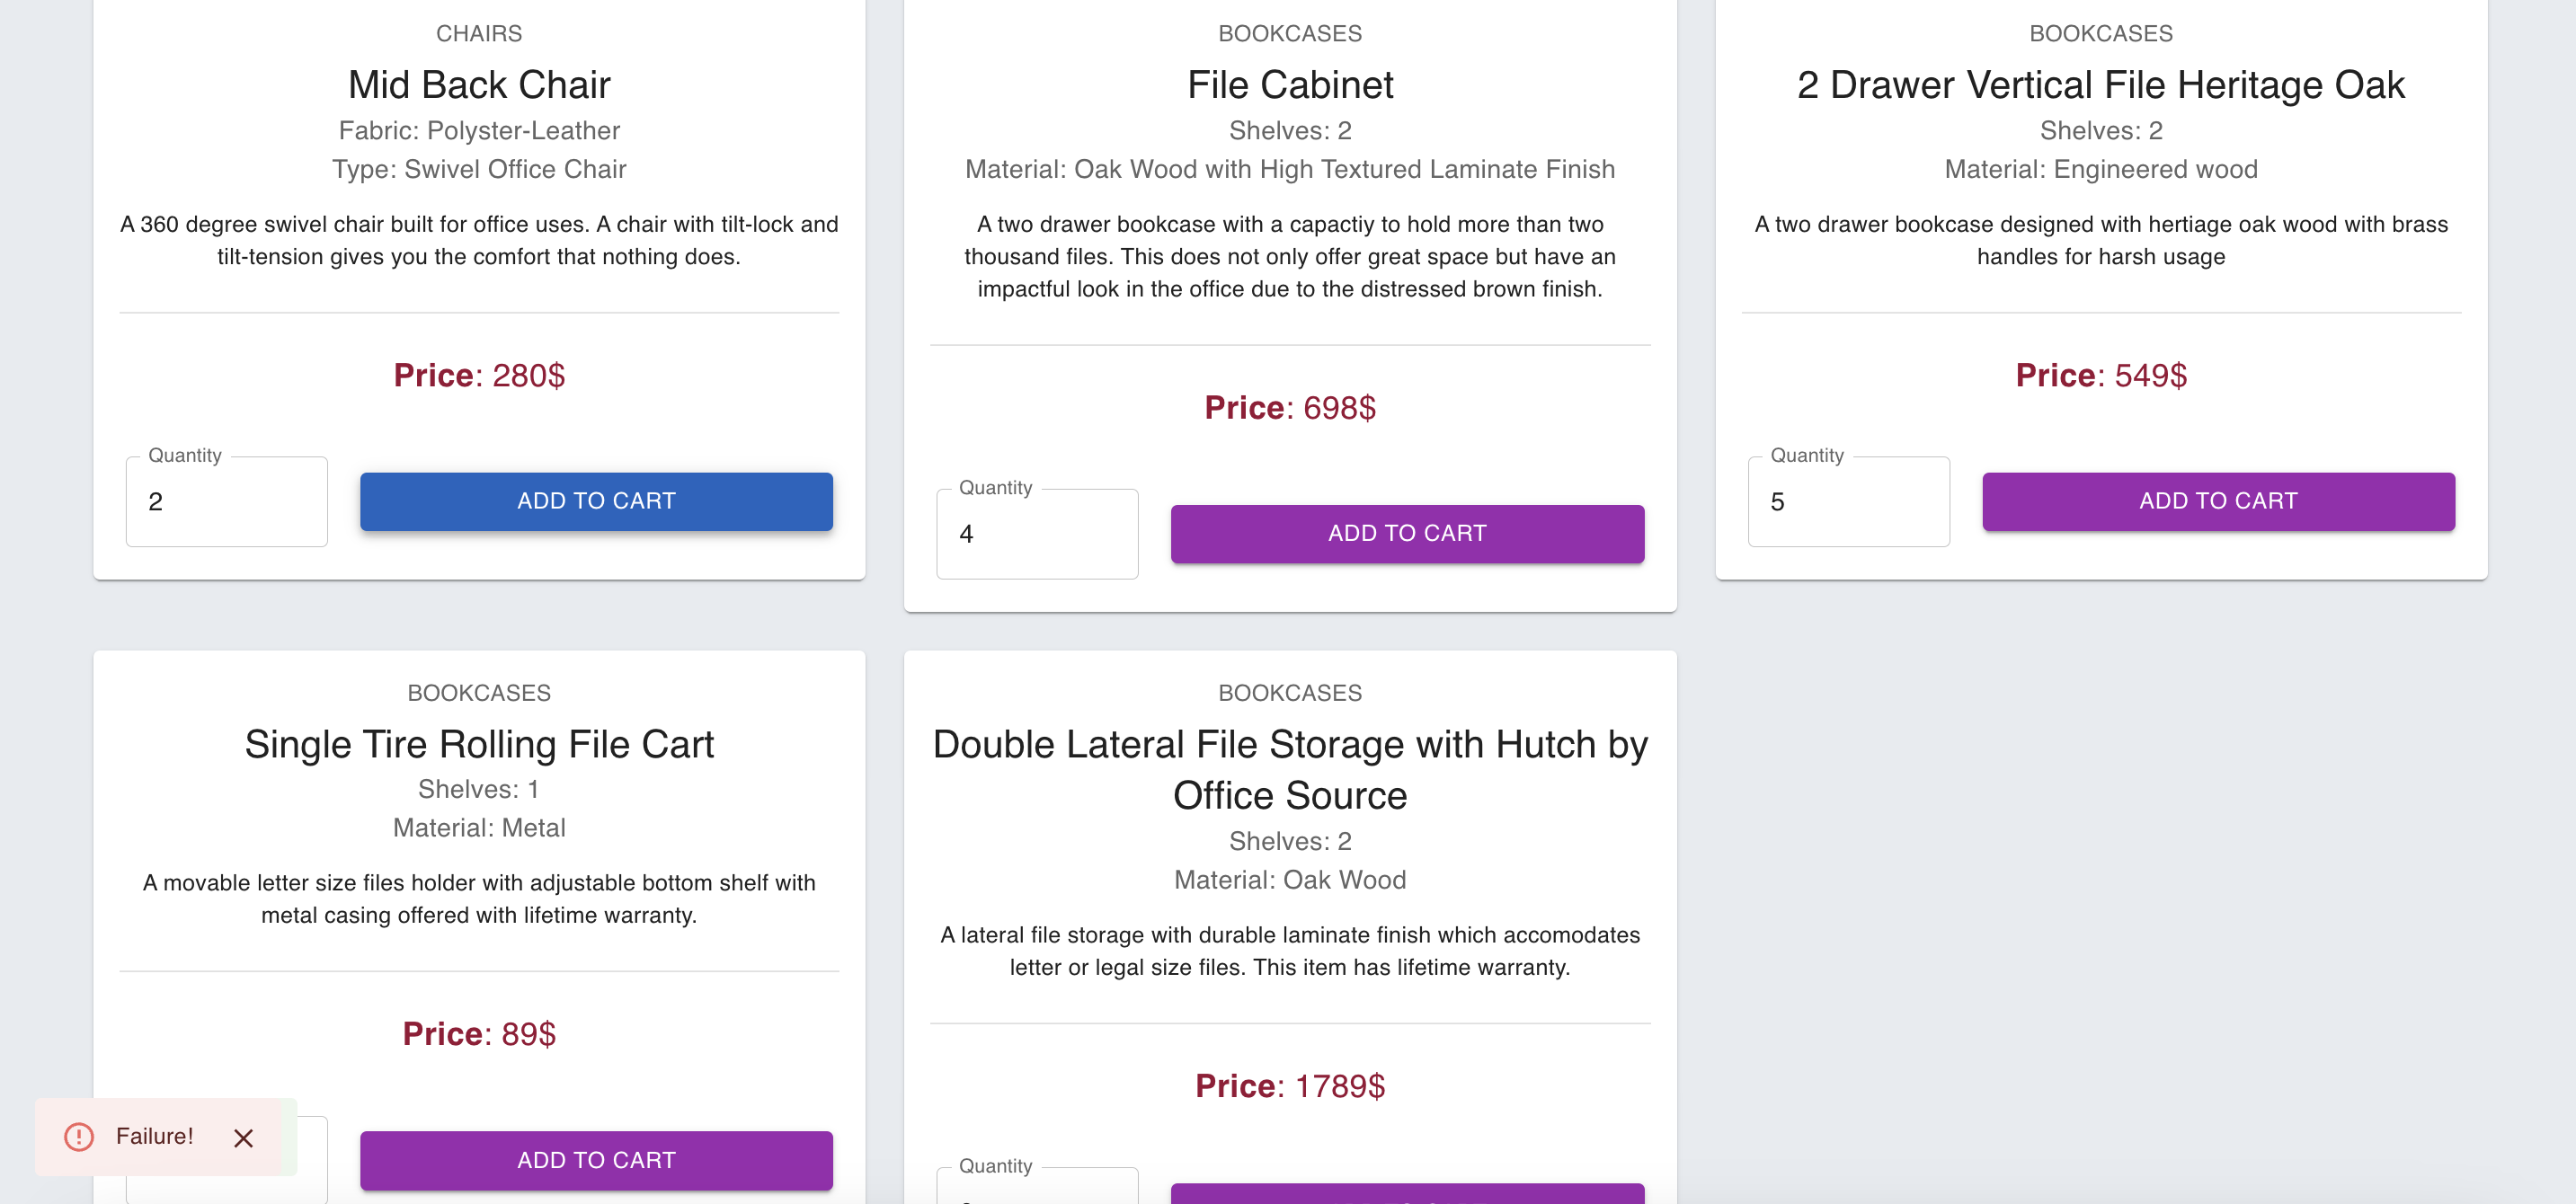 CHAIRS
Mid Back Chair
Fabric: Polyster-Leather
Type: Swivel Office Chair
A 360 degree swivel chair built for office uses. A chair with tilt-lock and
tilt-tension gives you the comfort that nothing does.
Price: 280$
Quantity
2
ADD TO CART
BOOKCASES
File Cabinet
Shelves: 2
Material: Oak Wood with High Textured Laminate Finish
A two drawer bookcase with a capactiy to hold more than two
thousand files. This does not only offer great space but have an
impactful look in the office due to the distressed brown finish.
Price: 698$
Quantity
4
ADD TO CART
BOOKCASES
2 Drawer Vertical File Heritage Oak
Shelves: 2
Material: Engineered wood
A two drawer bookcase designed with hertiage oak wood with brass
handles for harsh usage
Price: 549$
Quantity
5
ADD TO CART
BOOKCASES
Single Tire Rolling File Cart
Shelves: 1
Material: Metal
A movable letter size files holder with adjustable bottom shelf with
metal casing offered with lifetime warranty.
Price: 89$
Failure!
ADD TO CART
BOOKCASES
Double Lateral File Storage with Hutch by
Office Source
Shelves: 2
Material: Oak Wood
A lateral file storage with durable laminate finish which accomodates
letter or legal size files. This item has lifetime warranty.
Price: 1789$
Quantity